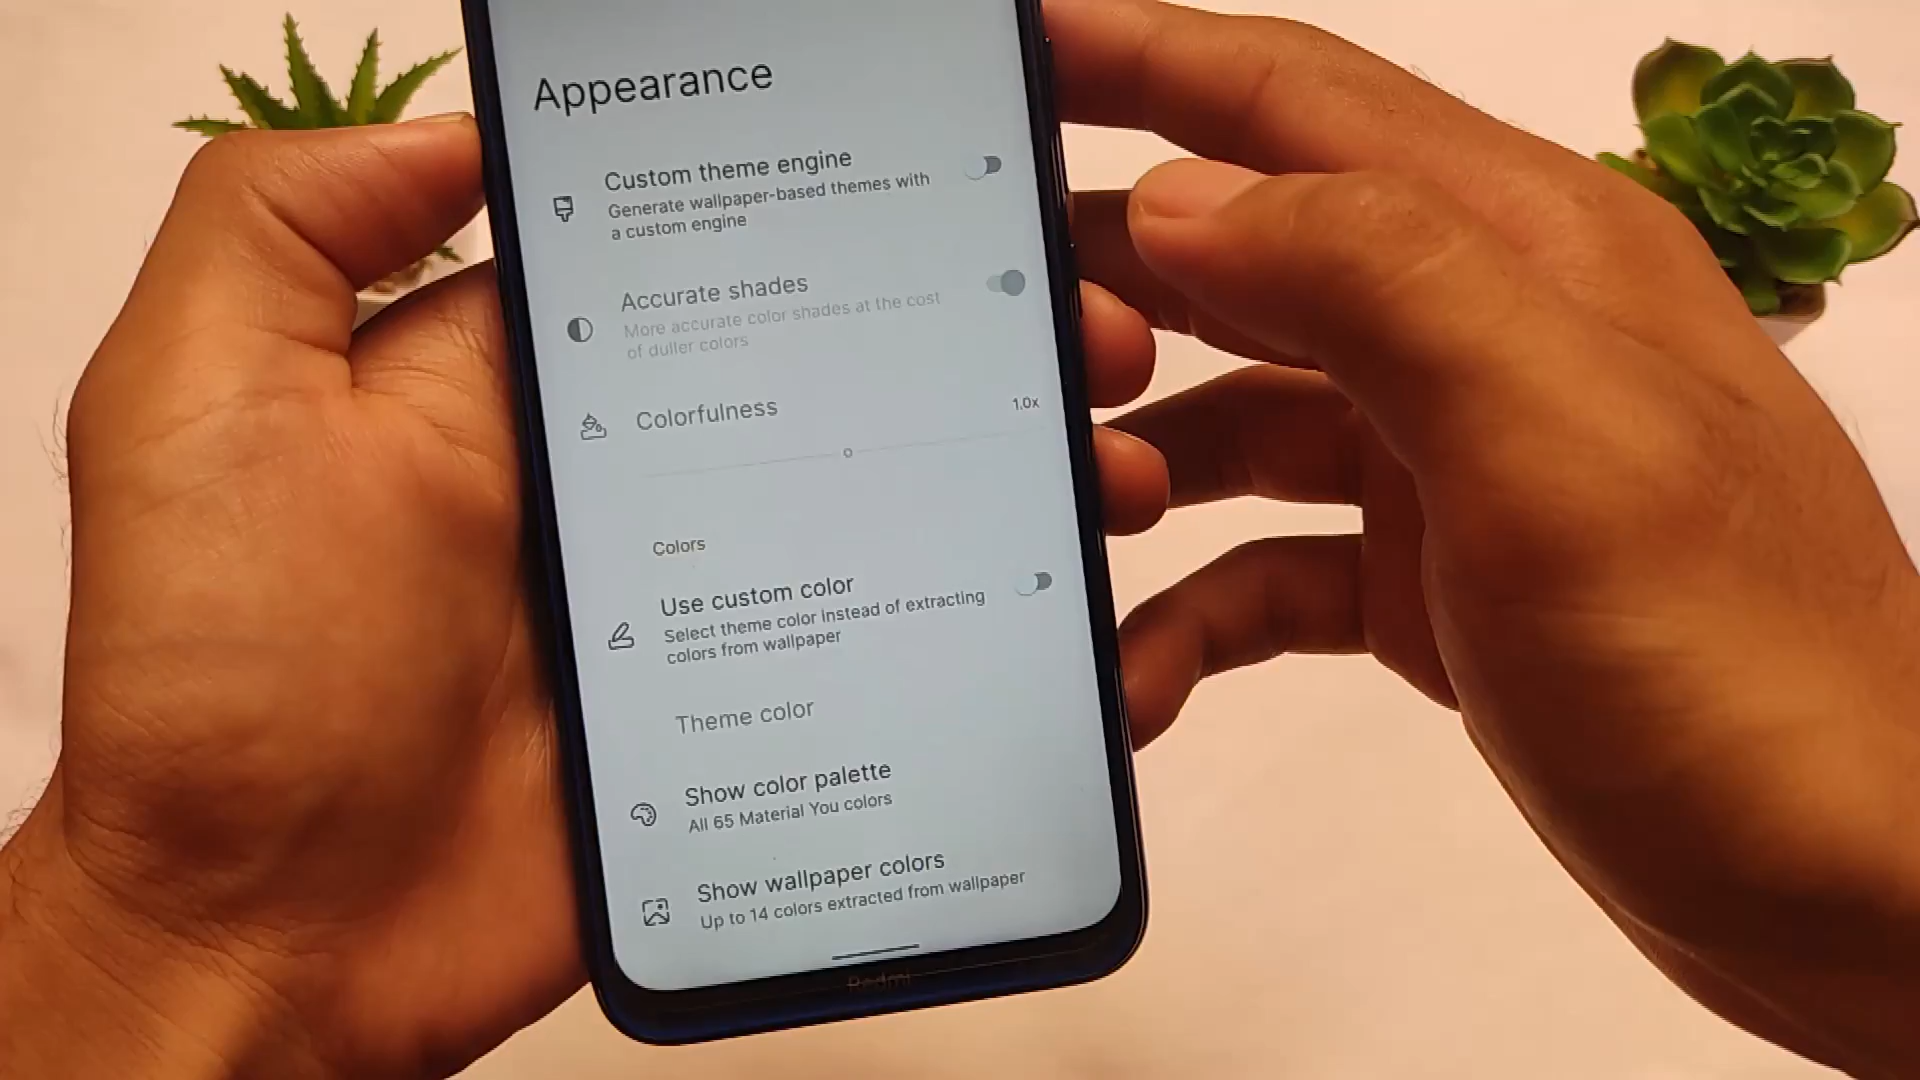 Appearance
Custom theme engine
Generate wallpaper-based themes with
a custom engine
Accurate shades
More accurate color shades at the cost
of duller colors
Colorfulness
1.0x
Colors
Use custom color
Select theme color instead of extracting
colors from wallpaper
Theme color
Show color palette
All 65 Material You colors
Show wallpaper colors
Up to 14 colors extracted from wallpaper
Redmi